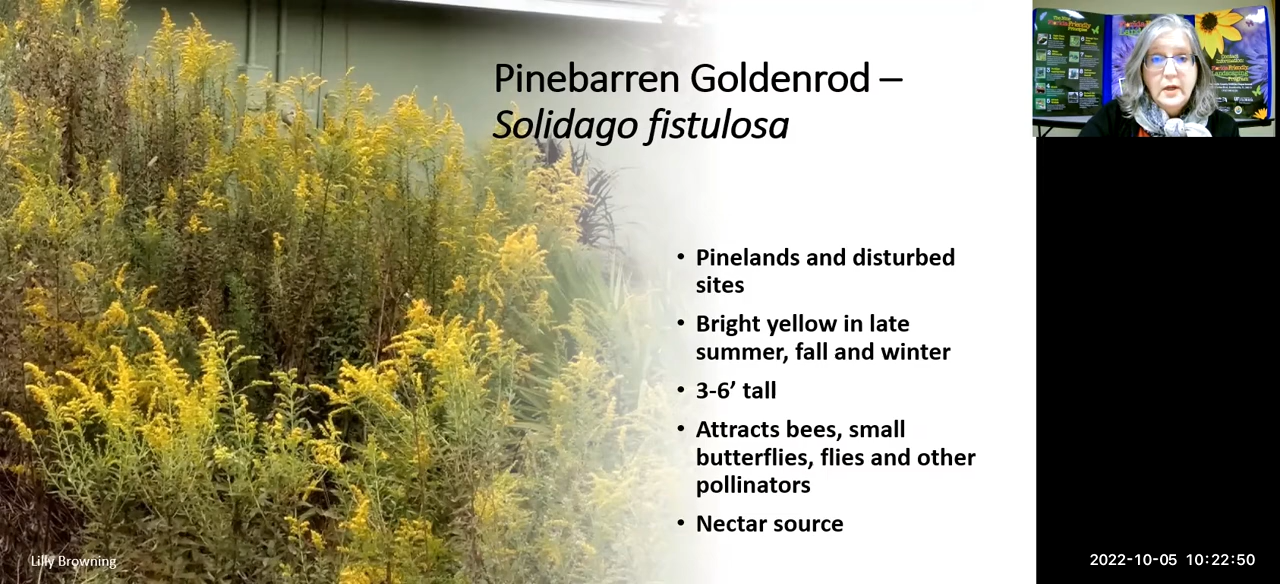 Pinebarren Goldenrod –
Solidago fistulosa
• Pinelands and disturbed
sites
• Bright yellow in late
summer, fall and winter
• 3-6’ tall
• Attracts bees, small
butterflies, flies and other
pollinators
• Nectar source
Lilly Browning
2022-10-05 10:22:50